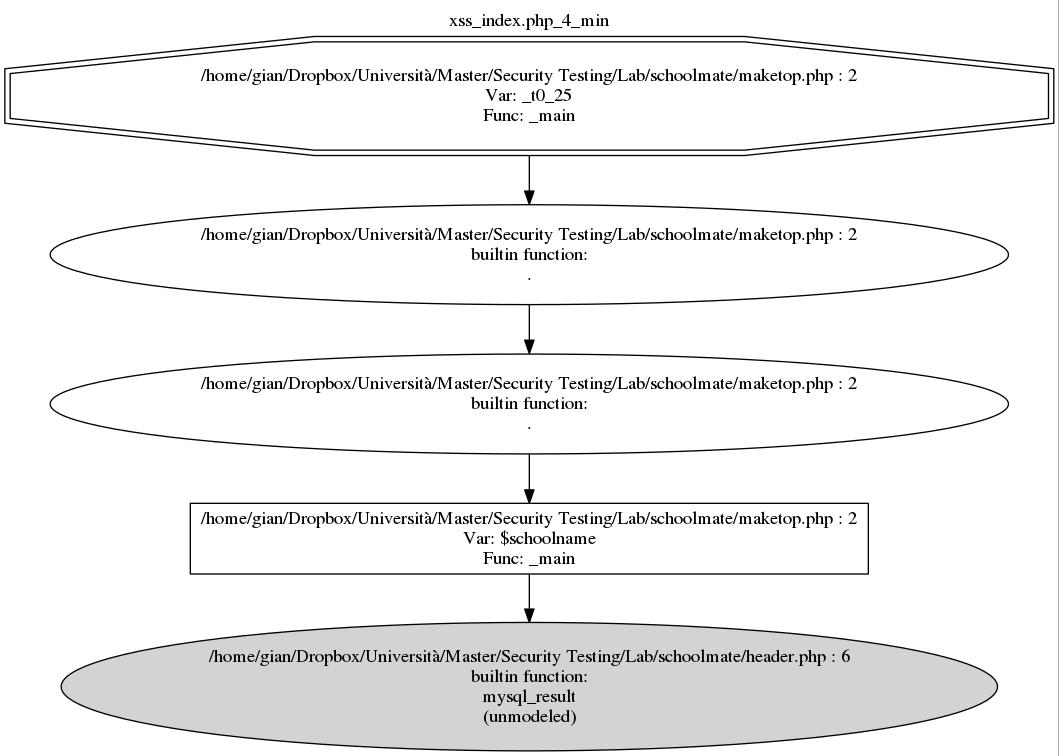 xss_index.php_4_min
/home/gian/Dropbox/Università/Master/Security Testing/Lab/schoolmate/maketop.php : 2
Var: _t0_25
Func: _main
/home/gian/Dropbox/Università/Master/Security Testing/Lab/schoolmate/maketop.php : 2
builtin function:
.
/home/gian/Dropbox/Università/Master/Security Testing/Lab/schoolmate/maketop.php : 2
builtin function:
.
/home/gian/Dropbox/Università/Master/Security Testing/Lab/schoolmate/maketop.php : 2
Var: $schoolname
Func: _main
/home/gian/Dropbox/Università/Master/Security Testing/Lab/schoolmate/header.php : 6
builtin function:
mysql_result
(unmodeled)